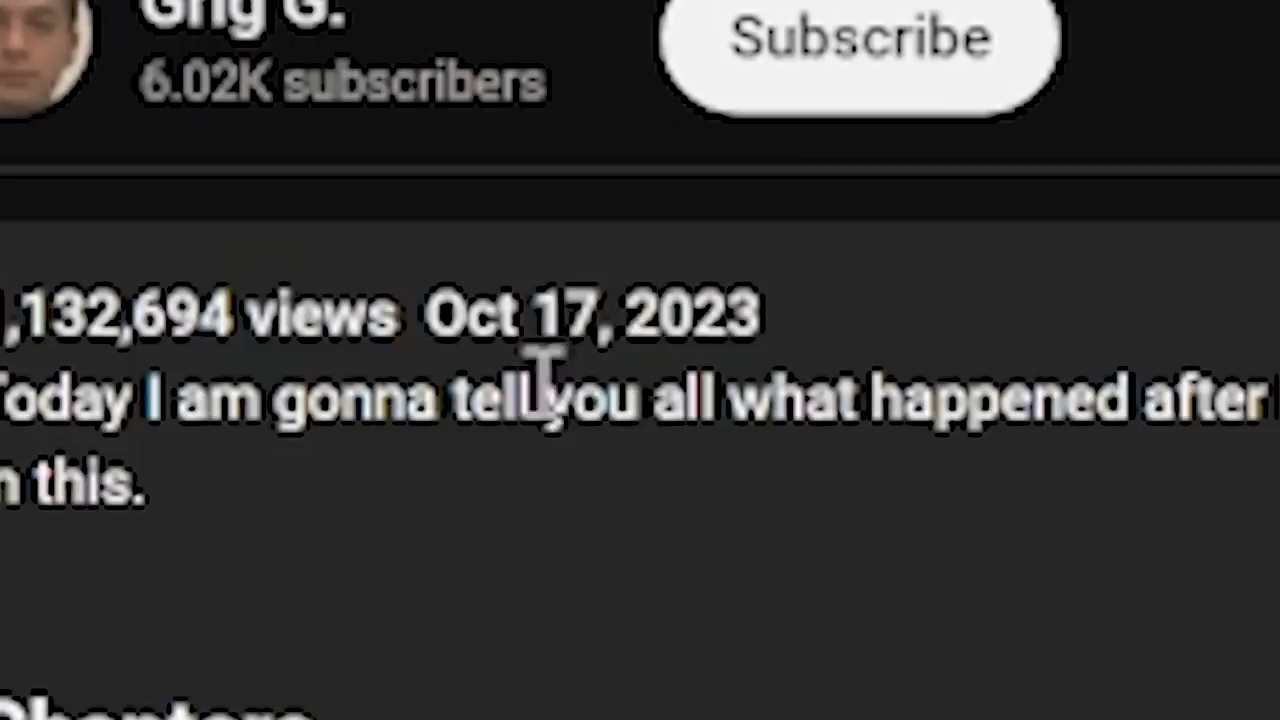 Grig G.
6.02K subscribers
Subscribe
,132,694 views Oct 17, 2023
Today I am gonna tell you all what happened after
this.
Chapters